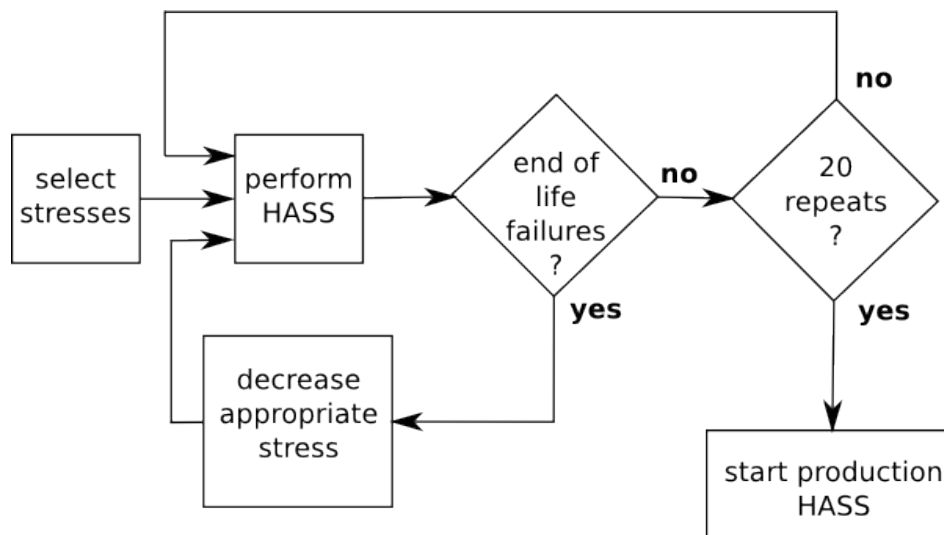 select
stresses
perform
HASS
end of
life
failures
?
no
yes
20
repeats
?
no
yes
decrease
appropriate
stress
start production
HASS